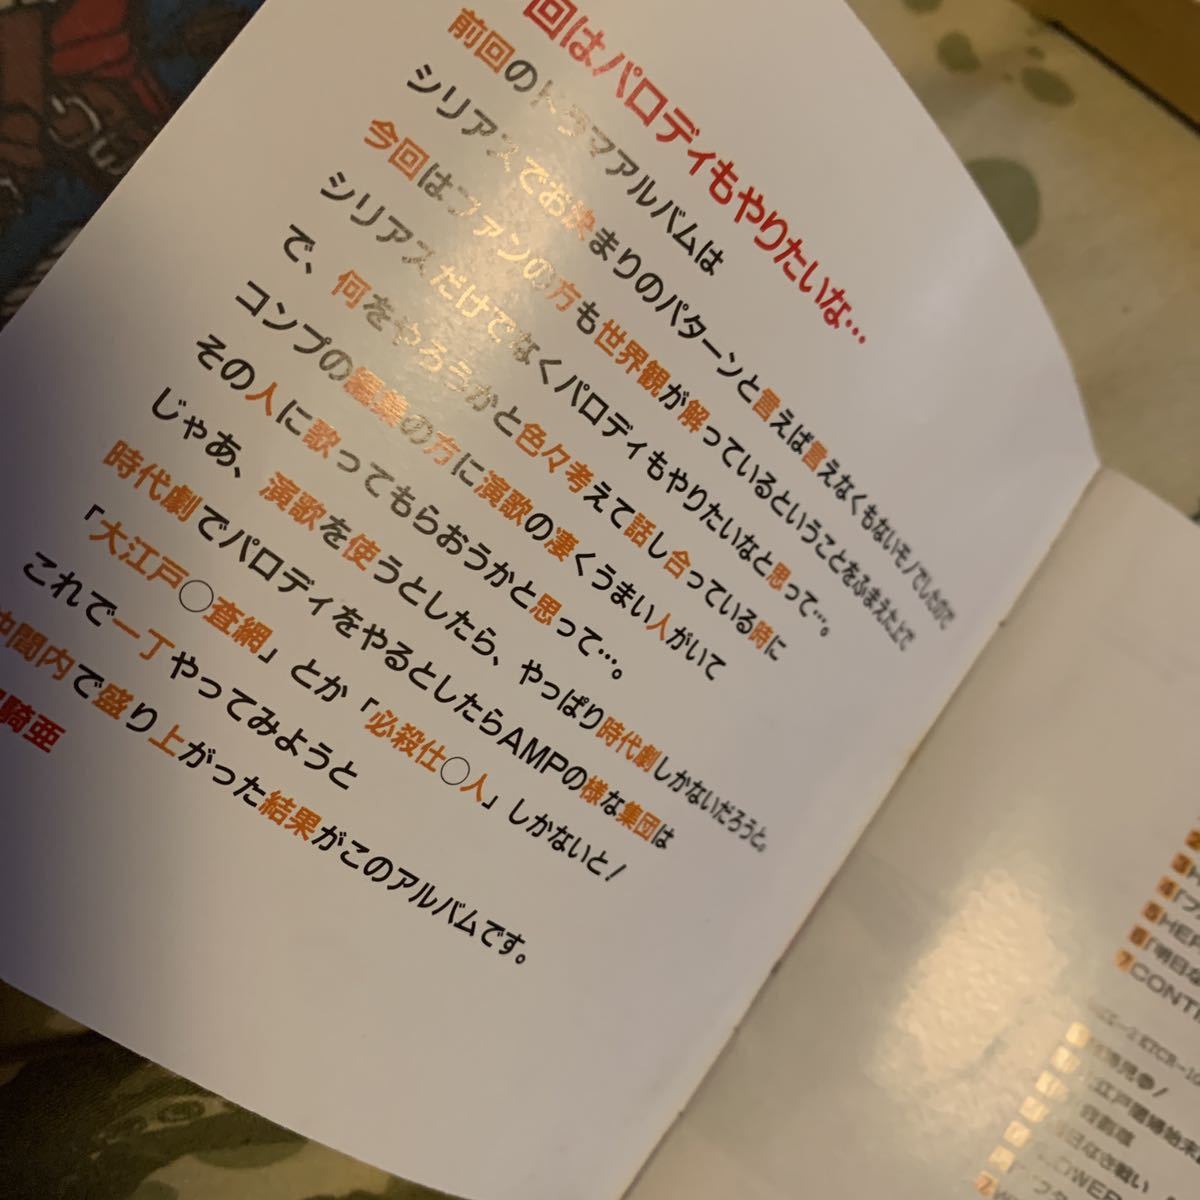 回はパロディもやりたいな…
前回のドラマアルバムは
シリアスでお決まりのパターンと言えば言えなくもないモノでしたので
今回はファンの方も世界観が解っているということをふまえた上で
シリアスだけでなくパロディもやりたいなと思って…。
で、何をやろうかと色々考えて話し合っている時に
コンプの編集の方に演歌の凄くうまい人がいて
その人に歌ってもらおうかと思って…。
じゃあ、演歌を使うとしたら、やっぱり時代劇しかないだろうと。
時代劇でパロディをやるとしたらAMPの様な集団は
「大江戸○査網」とか「必殺仕○人」しかないと!
これで一丁やってみようと
仲間内で盛り上がった結果がこのアルバムです。
騎亜
3
4「
5HE
6「明日な
7CONTI
江戸